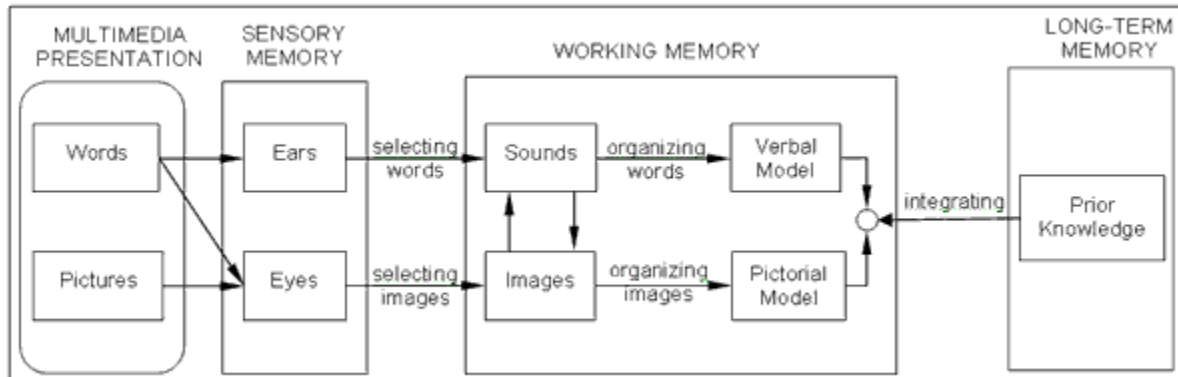 MULTIMEDIA
PRESENTATION
SENSORY
MEMORY
WORKING MEMORY
LONG-TERM
MEMORY
Words
Ears
selecting
words
Sounds
organizing
words
Verbal
Model
integrating
Prior
Knowledge
Pictures
Eyes
selecting
images
Images
organizing
images
Pictorial
Model